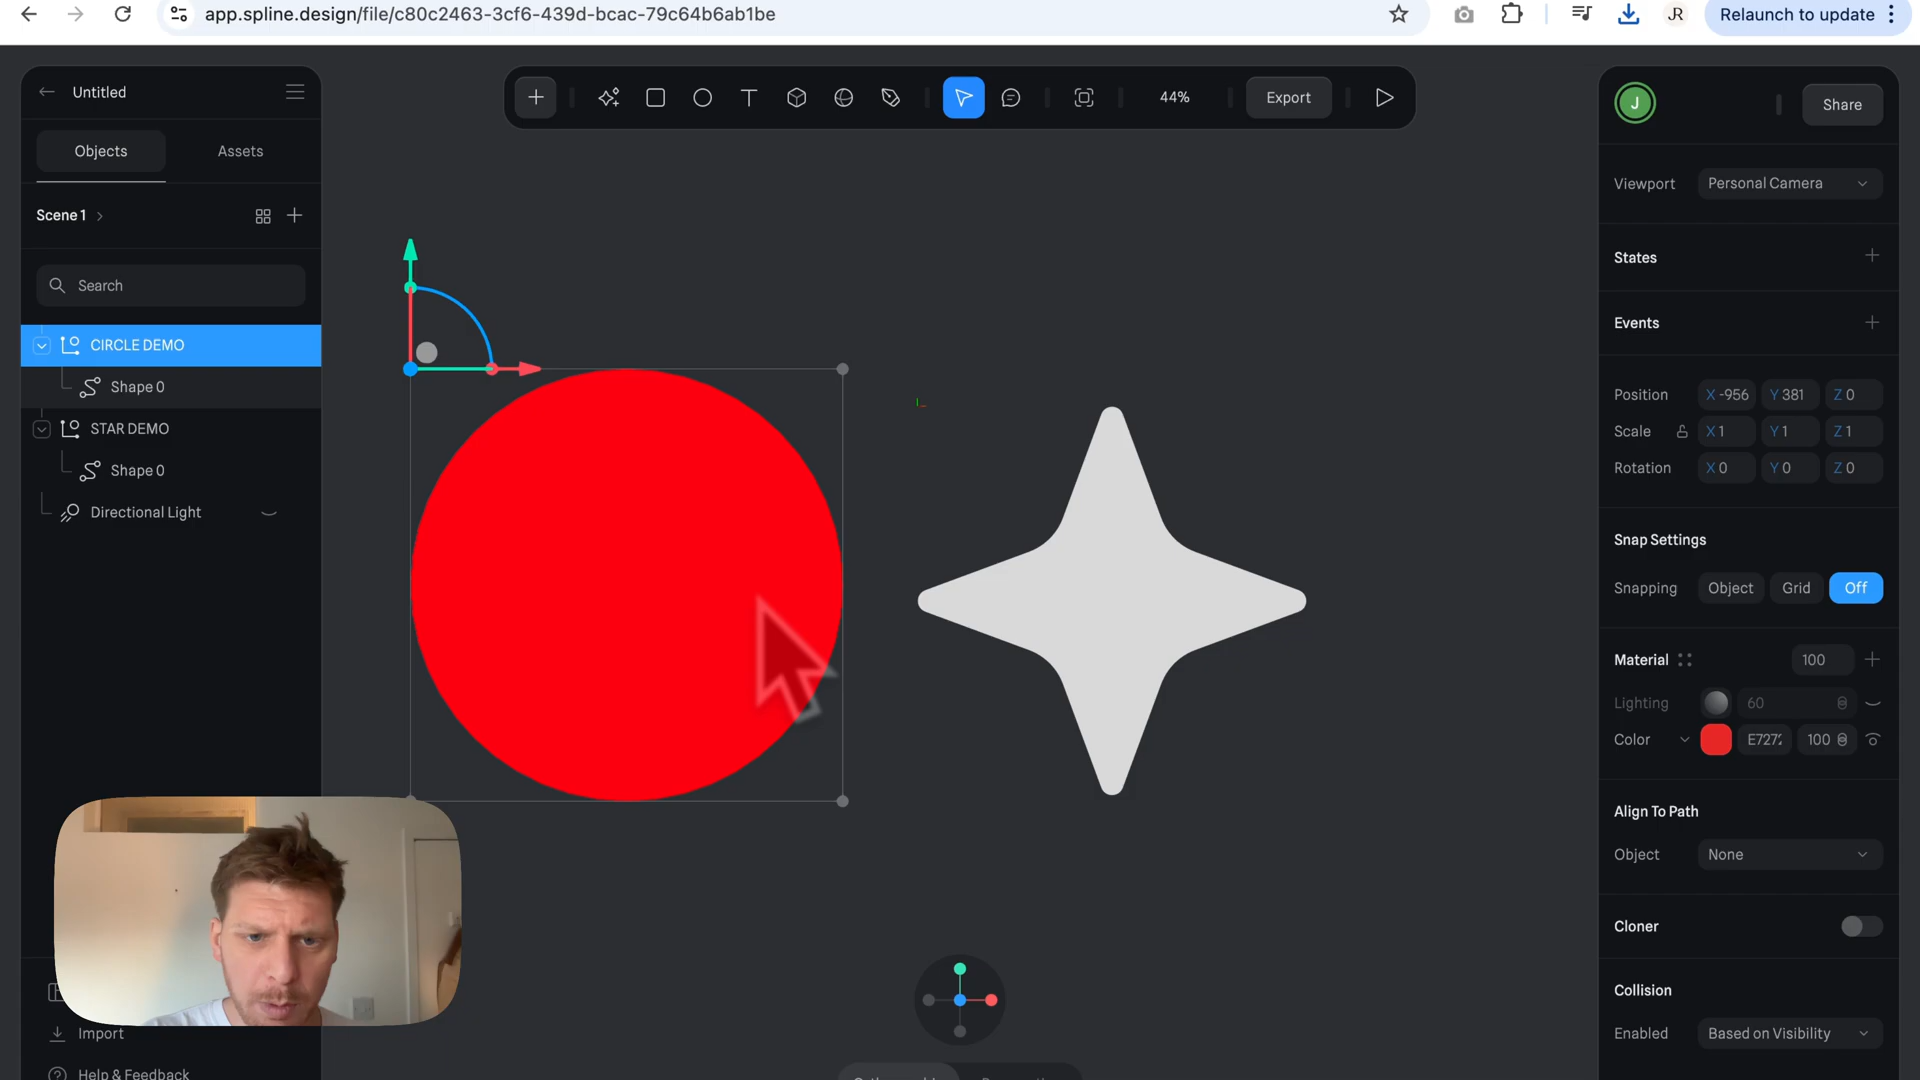 app.spline.design/file/c80c2463-3cf6-439d-bcac-79c64b6ab1be
JR
Relaunch to update
Untitled
T
44%
Export
J
Share
Objects
Assets
Viewport
Personal Camera
Scene 1
States
Search
Events
CIRCLE DEMO
Shape 0
STAR DEMO
Shape 0
Directional Light
Position
X -956
Y 381
Z 0
Scale
X 1
Y 1
Z 1
Rotation
X 0
Y 0
Z 0
Snap Settings
Snapping
Object
Grid
Off
Material
100
Lighting
60
Color
E7272
100
Align To Path
Object
None
Cloner
Collision
Enabled
Based on Visibility
Import
Help & Feedback